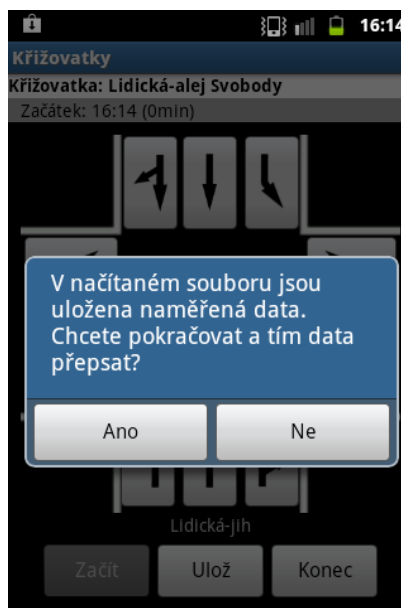 16:14
Křižovatky
Křižovatka: Lidická-alej Svobody
Začátek: 16:14 (0min)
V načítaném souboru jsou
uložena naměřená data.
Chcete pokračovat a tím data
přepsat?
Ano
Ne
Lidická-jih
Začít
Ulož
Konec